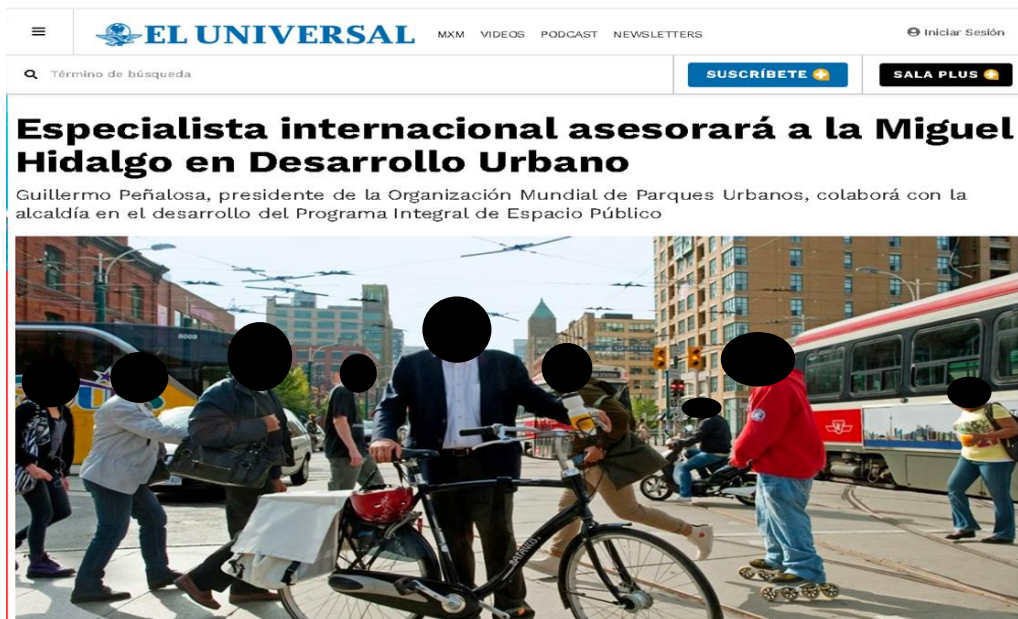 EL UNIVERSAL MXM VIDEOS PODCAST NEWSLETTERS Iniciar Sesión
Término de búsqueda SUSCRÍBETE SALA PLUS
Especialista internacional asesorará a la Miguel
Hidalgo en Desarrollo Urbano
Guillermo Peñalosa, presidente de la Organización Mundial de Parques Urbanos, colaborá con la
alcaldía en el desarrollo del Programa Integral de Espacio Público
BATAVUS